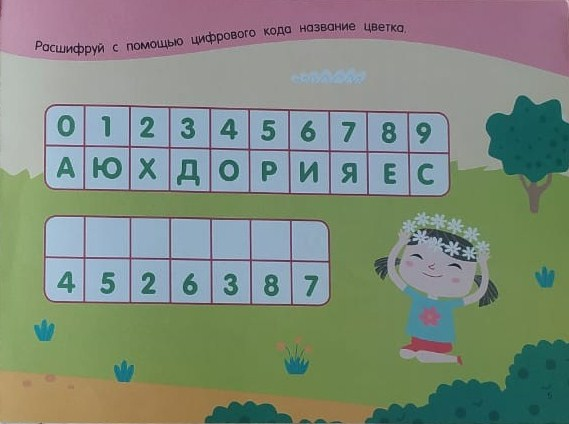 Расшифруй с помощью цифрового кода название цветка.
0 1 2 3 4 5 6 7 8 9
А Ю Х Д О Р И Я Е С
4 5 2 6 3 8 7
5